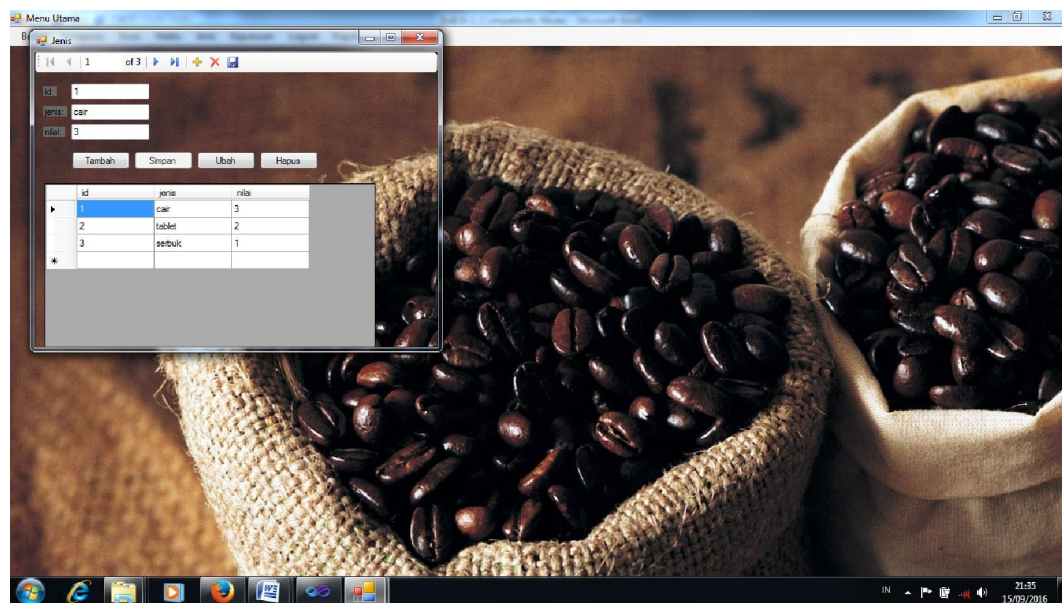 Menu Utama
Jenis
1 of 3
id: 1
jenis: cair
nilai: 3
Tambah Simpan Ubah Hapus
id jenis nilai
1 cair 3
2 tablet 2
3 serbuk 1
IN
21:35
15/09/2016